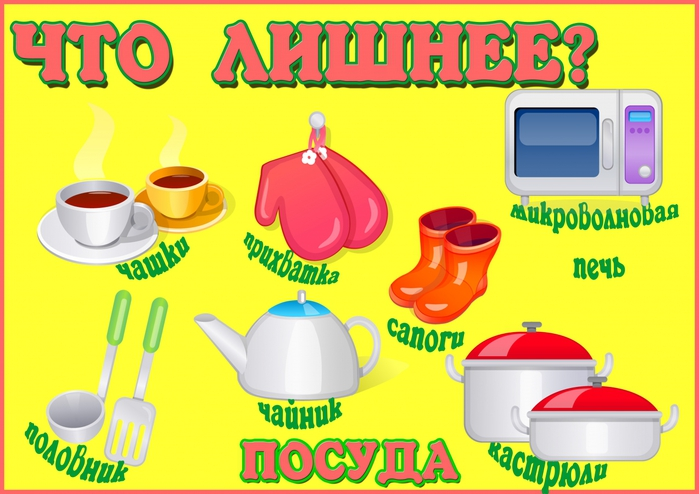 ЧТО ЛИШНЕЕ?
чашки
прихватка
микроволновая
печь
сапоги
половник
чайник
кастрюли
ПОСУДА